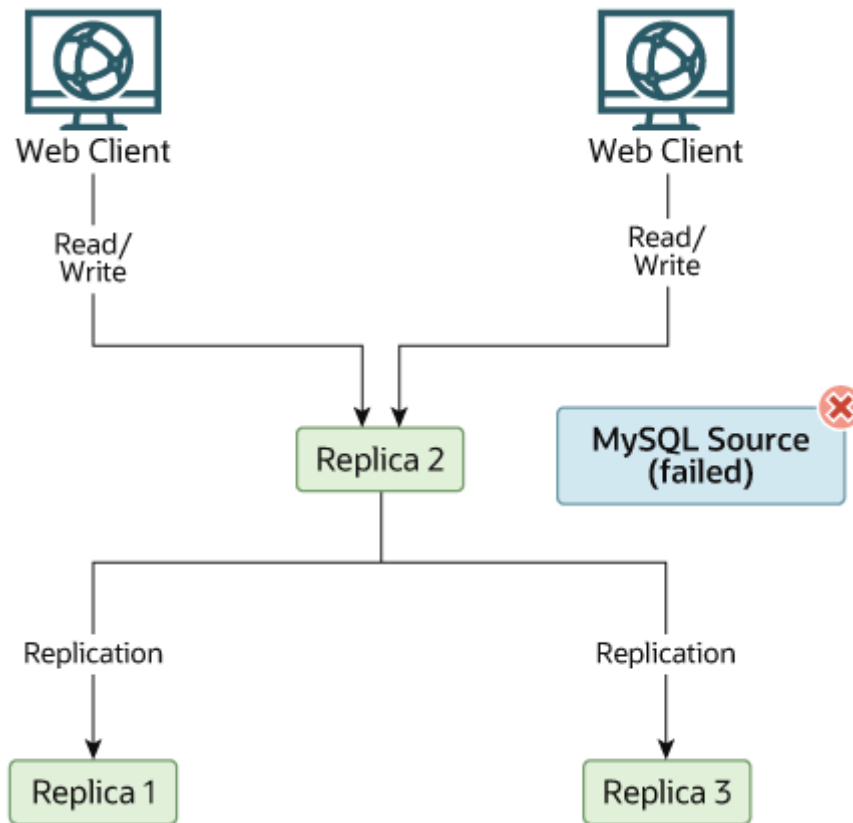 Web Client
Web Client
Read/
Write
Read/
Write
Replica 2
MySQL Source
(failed)
Replication
Replication
Replica 1
Replica 3